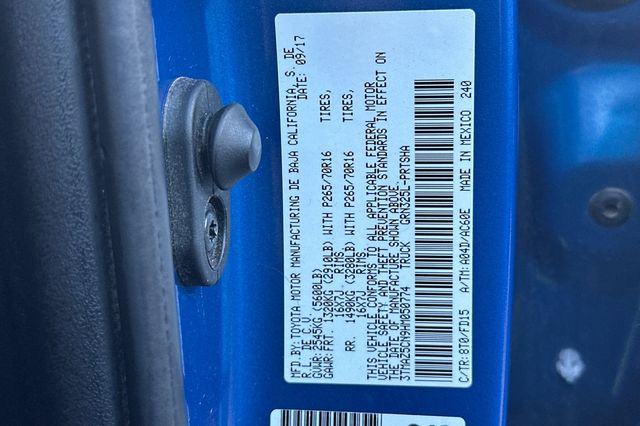 MFD.BY: TOYOTA MOTOR MANUFACTURING DE BAJA CALIFORNIA, S. DE
R.L. DE C.V. DATE: 09/17
GVWR: 2545KG (5600LB)
GAWR: FRT. 1320KG (2910LB) WITH P265/70R16 TIRES,
16X7J RIMS,
RR. 1490KG (3280LB) WITH P265/70R16 TIRES,
16X7J RIMS,
THIS VEHICLE CONFORMS TO ALL APPLICABLE FEDERAL MOTOR
VEHICLE SAFETY AND THEFT PREVENTION STANDARDS IN EFFECT ON
THE DATE OF MANUFACTURE SHOWN ABOVE.
3TMAZ5CN9HM050774 TRUCK GRN325L-PRTSHA
C/TR: 8T0/FD15 A/TM: A04D/AC60E MADE IN MEXICO 240